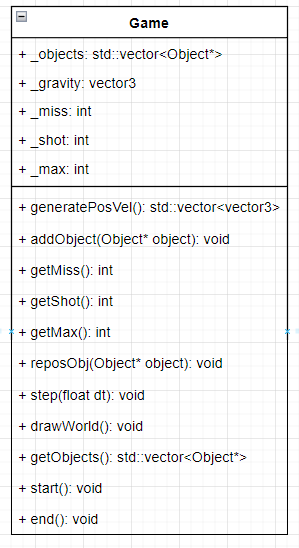 Game
+ _objects: std::vector<Object*>
+ _gravity: vector3
+ _miss: int
+ _shot: int
+ _max: int
+ generatePosVel(): std::vector<vector3>
+ addObject(Object* object): void
+ getMiss(): int
+ getShot(): int
+ getMax(): int
+ reposObj(Object* object): void
+ step(float dt): void
+ drawWorld(): void
+ getObjects(): std::vector<Object*>
+ start(): void
+ end(): void